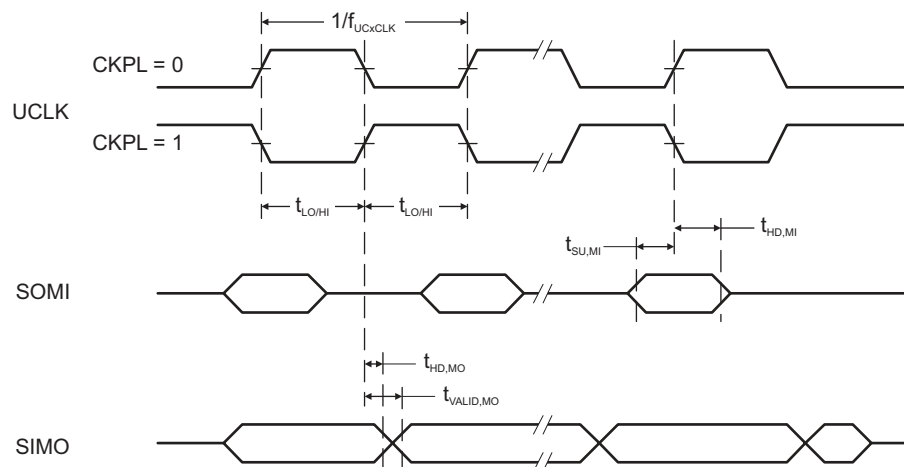 1/fUCxCLK
CKPL = 0
UCLK
CKPL = 1
tLO/HI tLO/HI
tHD,MI
tSU,MI
SOMI
tHD,MO
tVALID,MO
SIMO